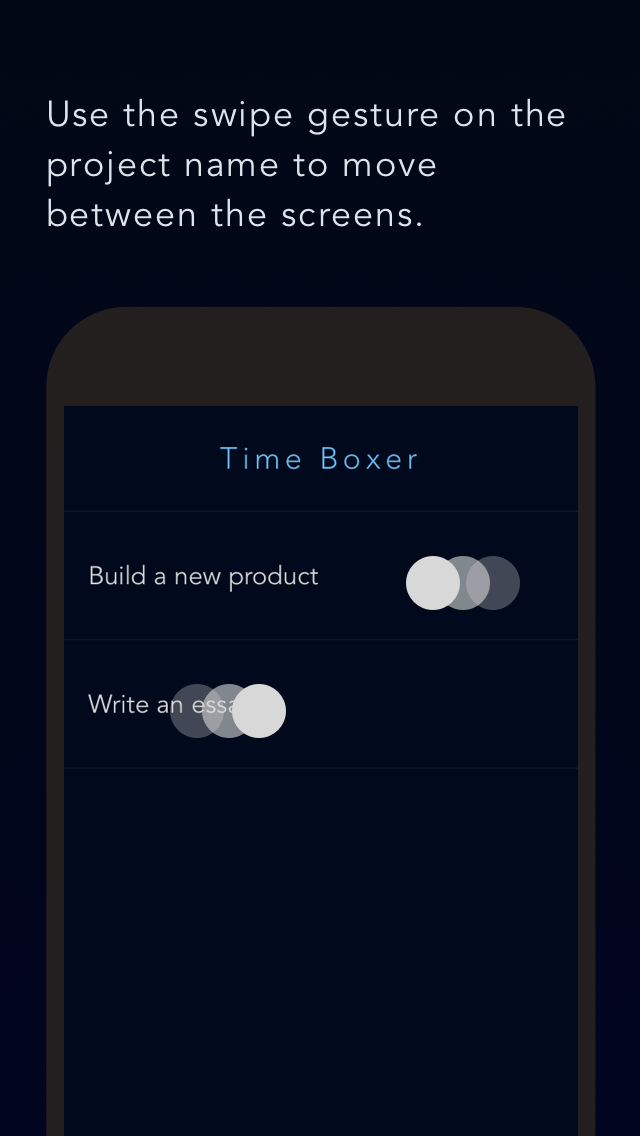 Use the swipe gesture on the
project name to move
between the screens.
Time Boxer
Build a new product
Write an essa